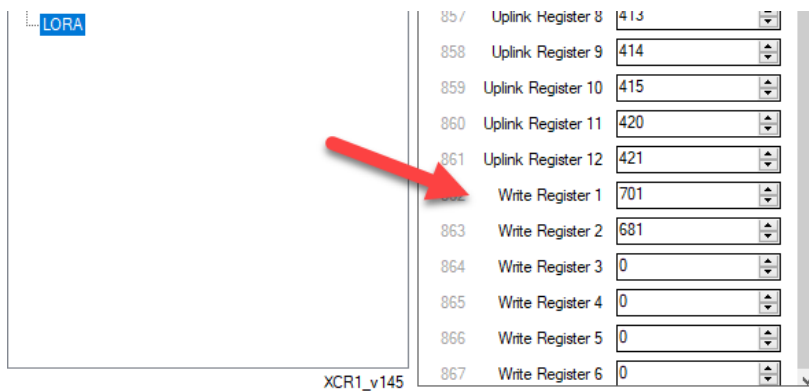 LORA
857 Uplink Register 8 413
858 Uplink Register 9 414
859 Uplink Register 10 415
860 Uplink Register 11 420
861 Uplink Register 12 421
862 Write Register 1 701
863 Write Register 2 681
864 Write Register 3 0
865 Write Register 4 0
866 Write Register 5 0
867 Write Register 6 0
XCR1_v145